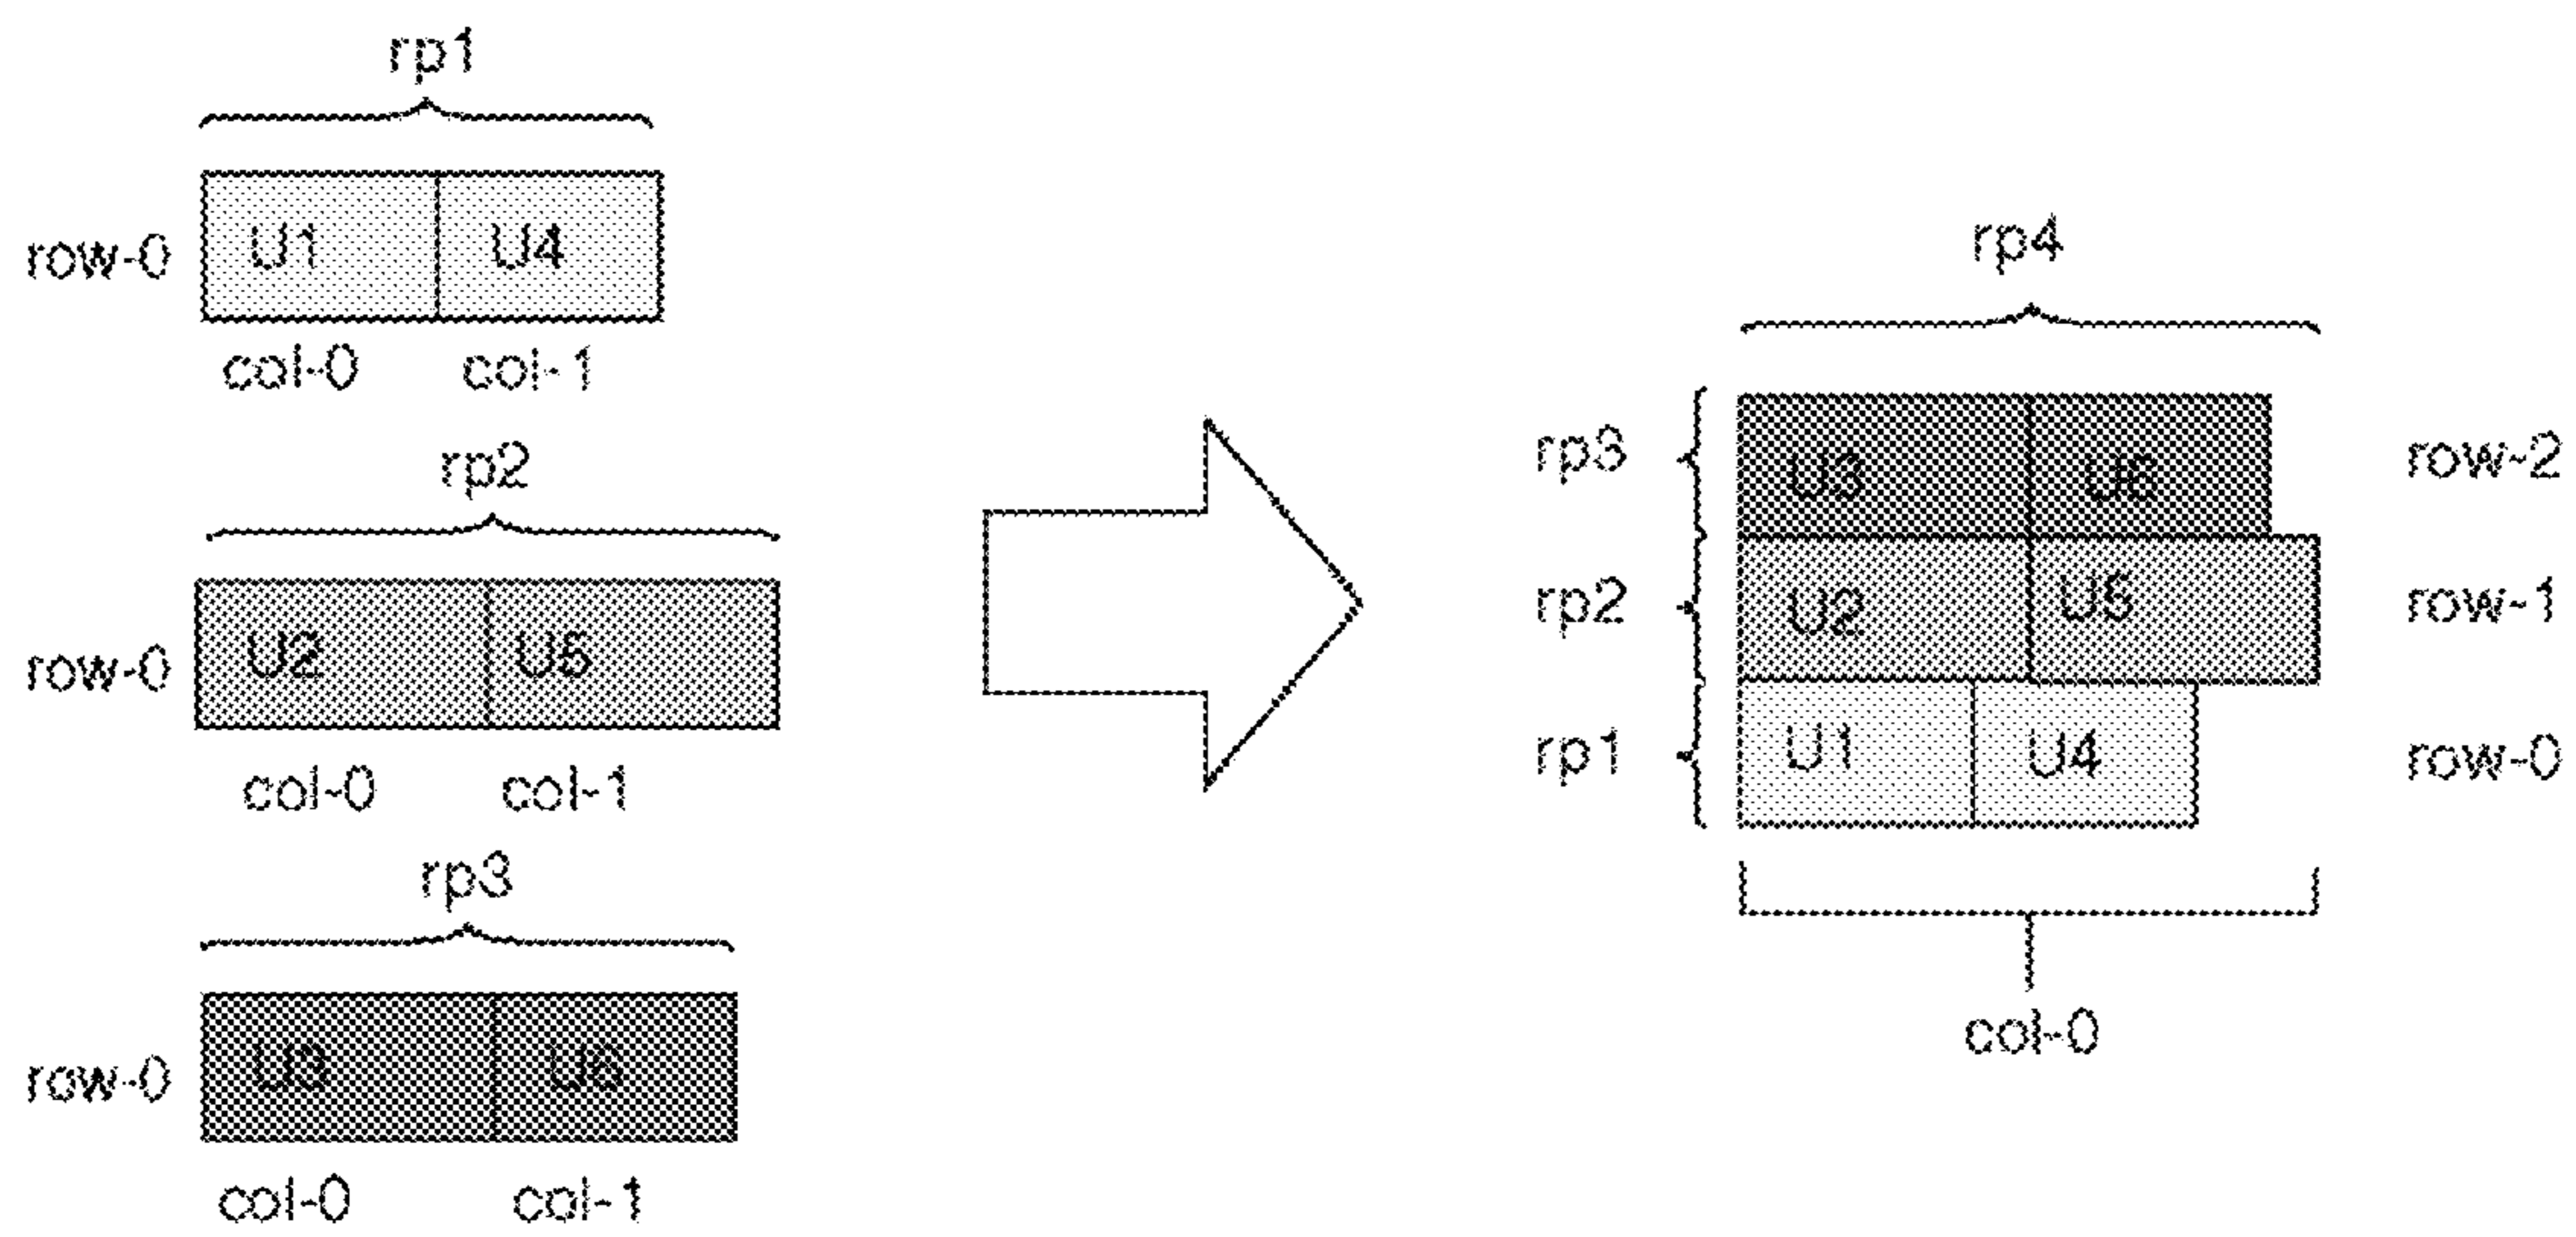 rp1
row-0 U1 U4
col-0 col-1
rp2
row-0 U2 U5
col-0 col-1
rp3
row-0 U3 U6
col-0 col-1
rp4
rp3 U3 U6 row-2
rp2 U2 U5 row-1
rp1 U1 U4 row-0
col-0